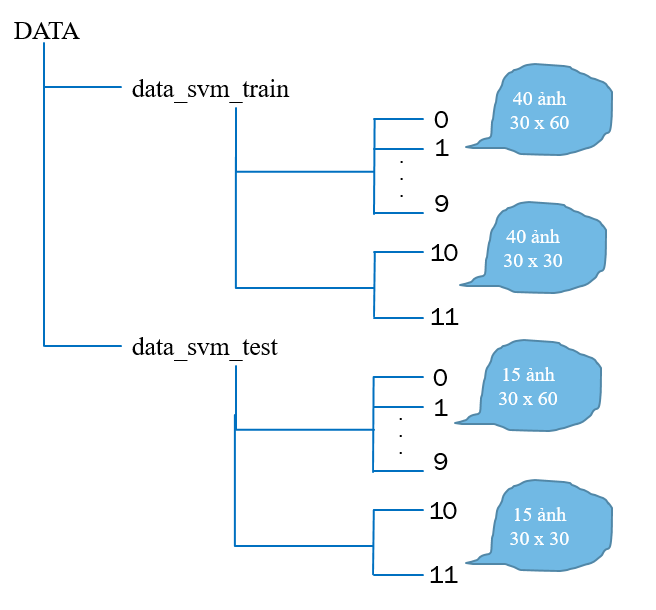 DATA
data_svm_train
0
1
.
.
.
9
40 ảnh
30 x 60
10
11
40 ảnh
30 x 30
data_svm_test
0
1
.
.
.
9
15 ảnh
30 x 60
10
11
15 ảnh
30 x 30